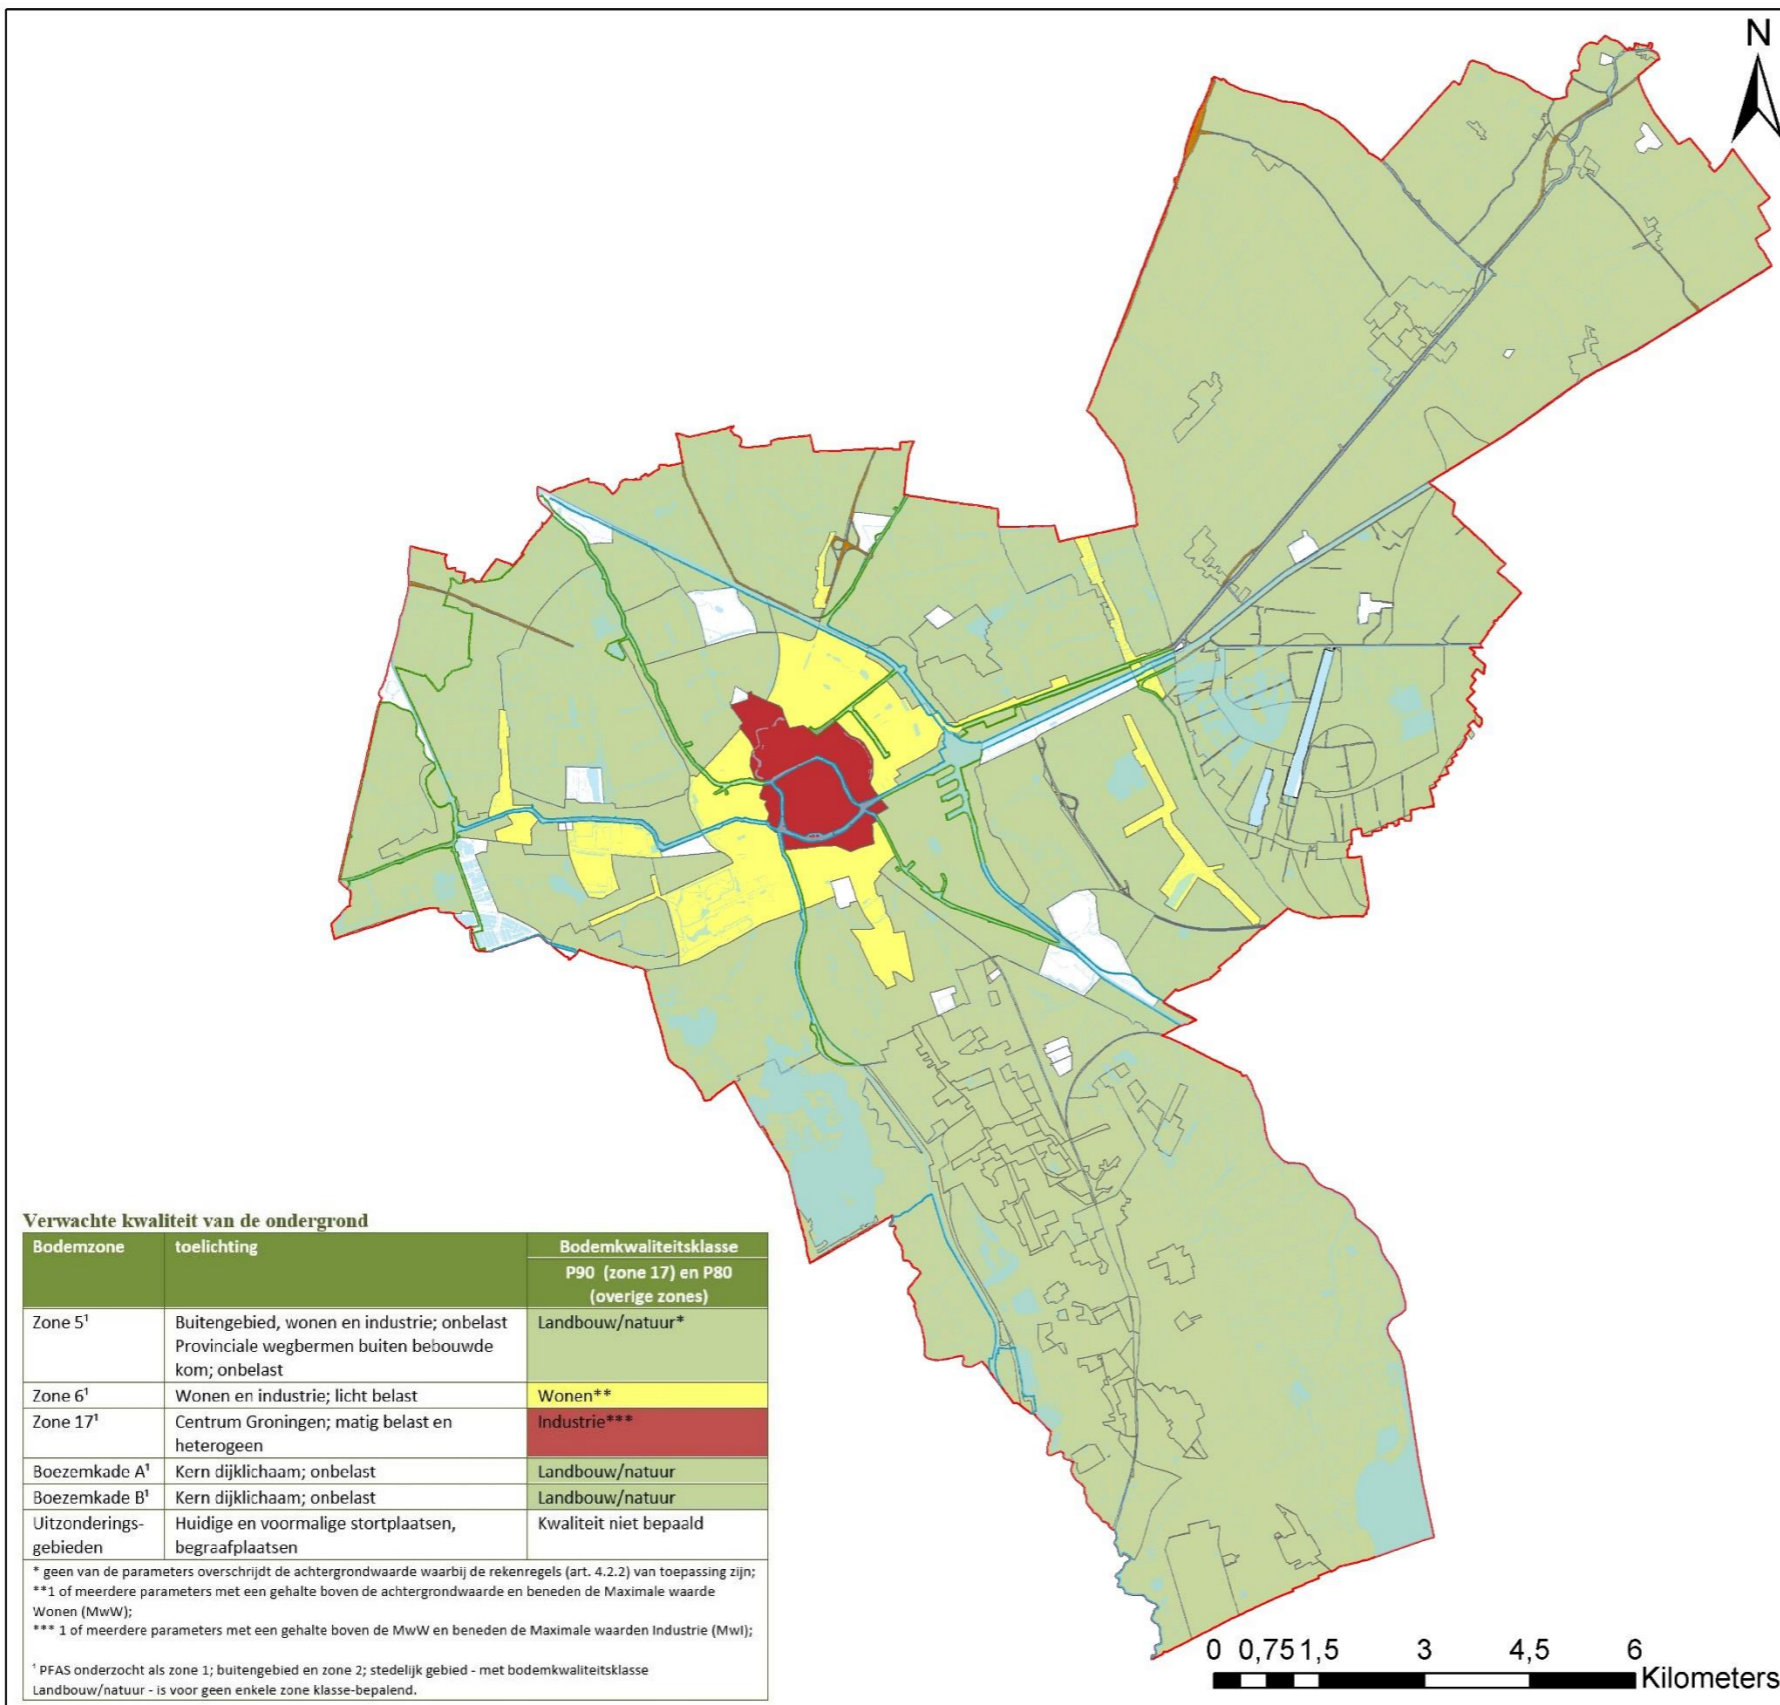 N
Verwachte kwaliteit van de ondergrond
Bodemzone
toelichting
Bodemkwaliteitsklasse
P90 (zone 17) en P80
(overige zones)
Zone 5¹
Buitengebied, wonen en industrie; onbelast
Provinciale wegbermen buiten bebouwde
kom; onbelast
Landbouw/natuur*
Zone 6¹
Wonen en industrie; licht belast
Wonen**
Zone 17¹
Centrum Groningen; matig belast en
heterogeen
Industrie***
Boezemkade A¹
Kern dijklichaam; onbelast
Landbouw/natuur
Boezemkade B¹
Kern dijklichaam; onbelast
Landbouw/natuur
Uitzonderings-
gebieden
Huidige en voormalige stortplaatsen,
begraafplaatsen
Kwaliteit niet bepaald
* geen van de parameters overschrijdt de achtergrondwaarde waarbij de rekenregels (art. 4.2.2) van toepassing zijn;
**1 of meerdere parameters met een gehalte boven de achtergrondwaarde en beneden de Maximale waarde
Wonen (MwW);
*** 1 of meerdere parameters met een gehalte boven de MwW en beneden de Maximale waarden Industrie (MwI);
¹ PFAS onderzocht als zone 1; buitengebied en zone 2; stedelijk gebied - met bodemkwaliteitsklasse
Landbouw/natuur - is voor geen enkele zone klasse-bepalend.
0 0,75 1,5 3 4,5 6
Kilometers